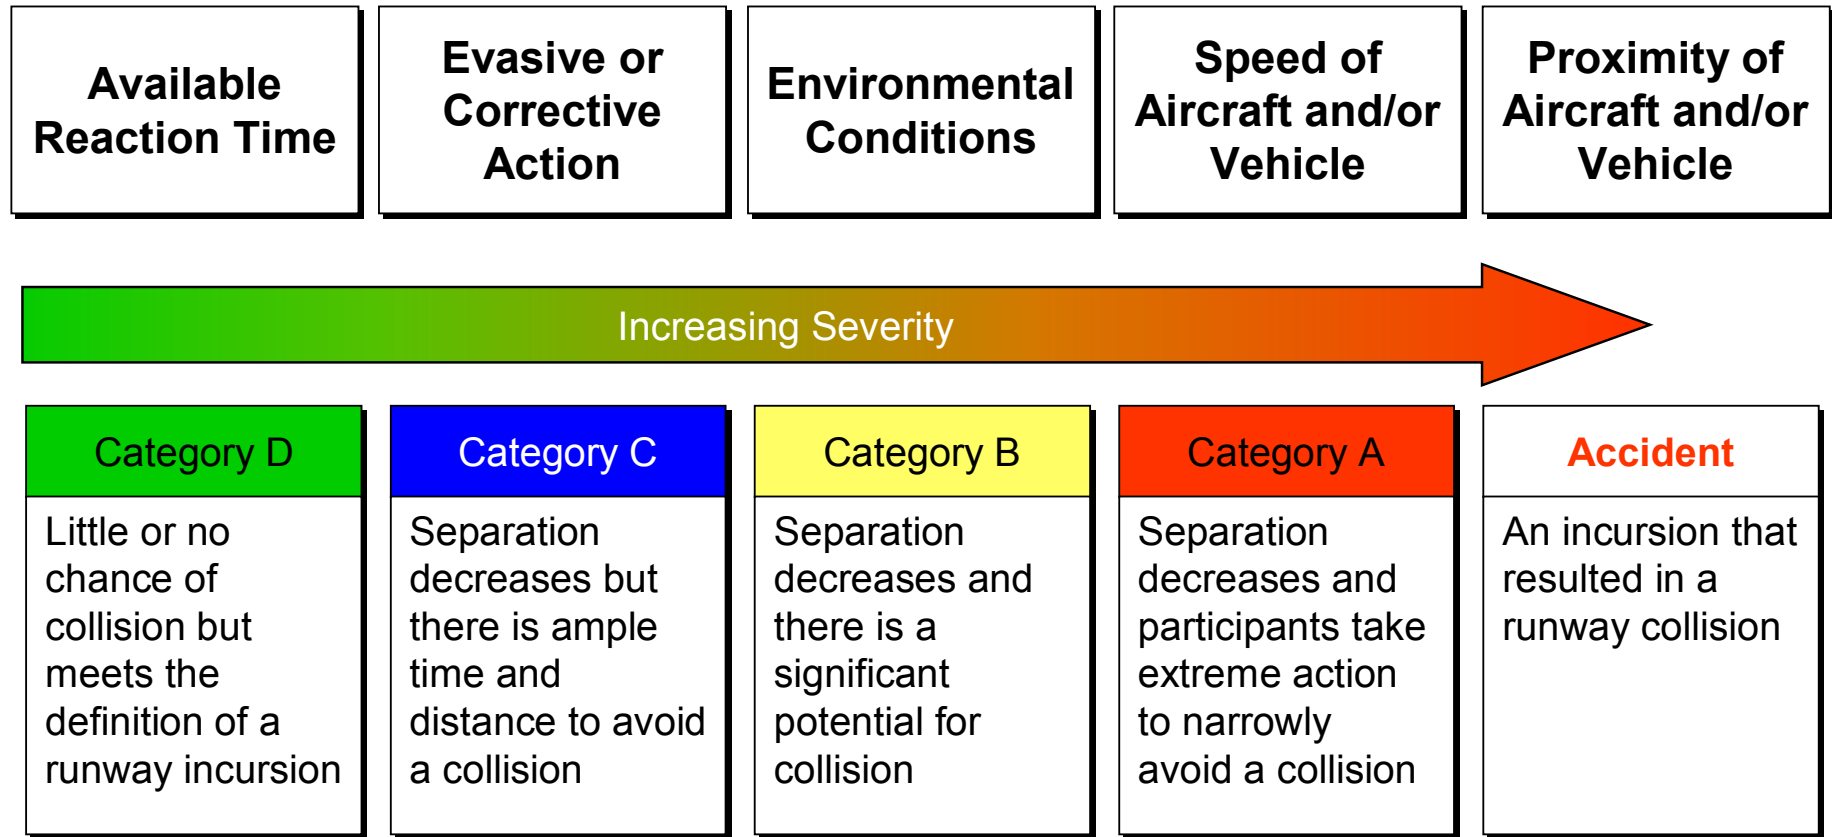 Available
Reaction Time
Evasive or
Corrective
Action
Environmental
Conditions
Speed of
Aircraft and/or
Vehicle
Proximity of
Aircraft and/or
Vehicle
Increasing Severity
Category D
Little or no
chance of
collision but
meets the
definition of a
runway incursion
Category C
Separation
decreases but
there is ample
time and
distance to avoid
a collision
Category B
Separation
decreases and
there is a
significant
potential for
collision
Category A
Separation
decreases and
participants take
extreme action
to narrowly
avoid a collision
Accident
An incursion that
resulted in a
runway collision